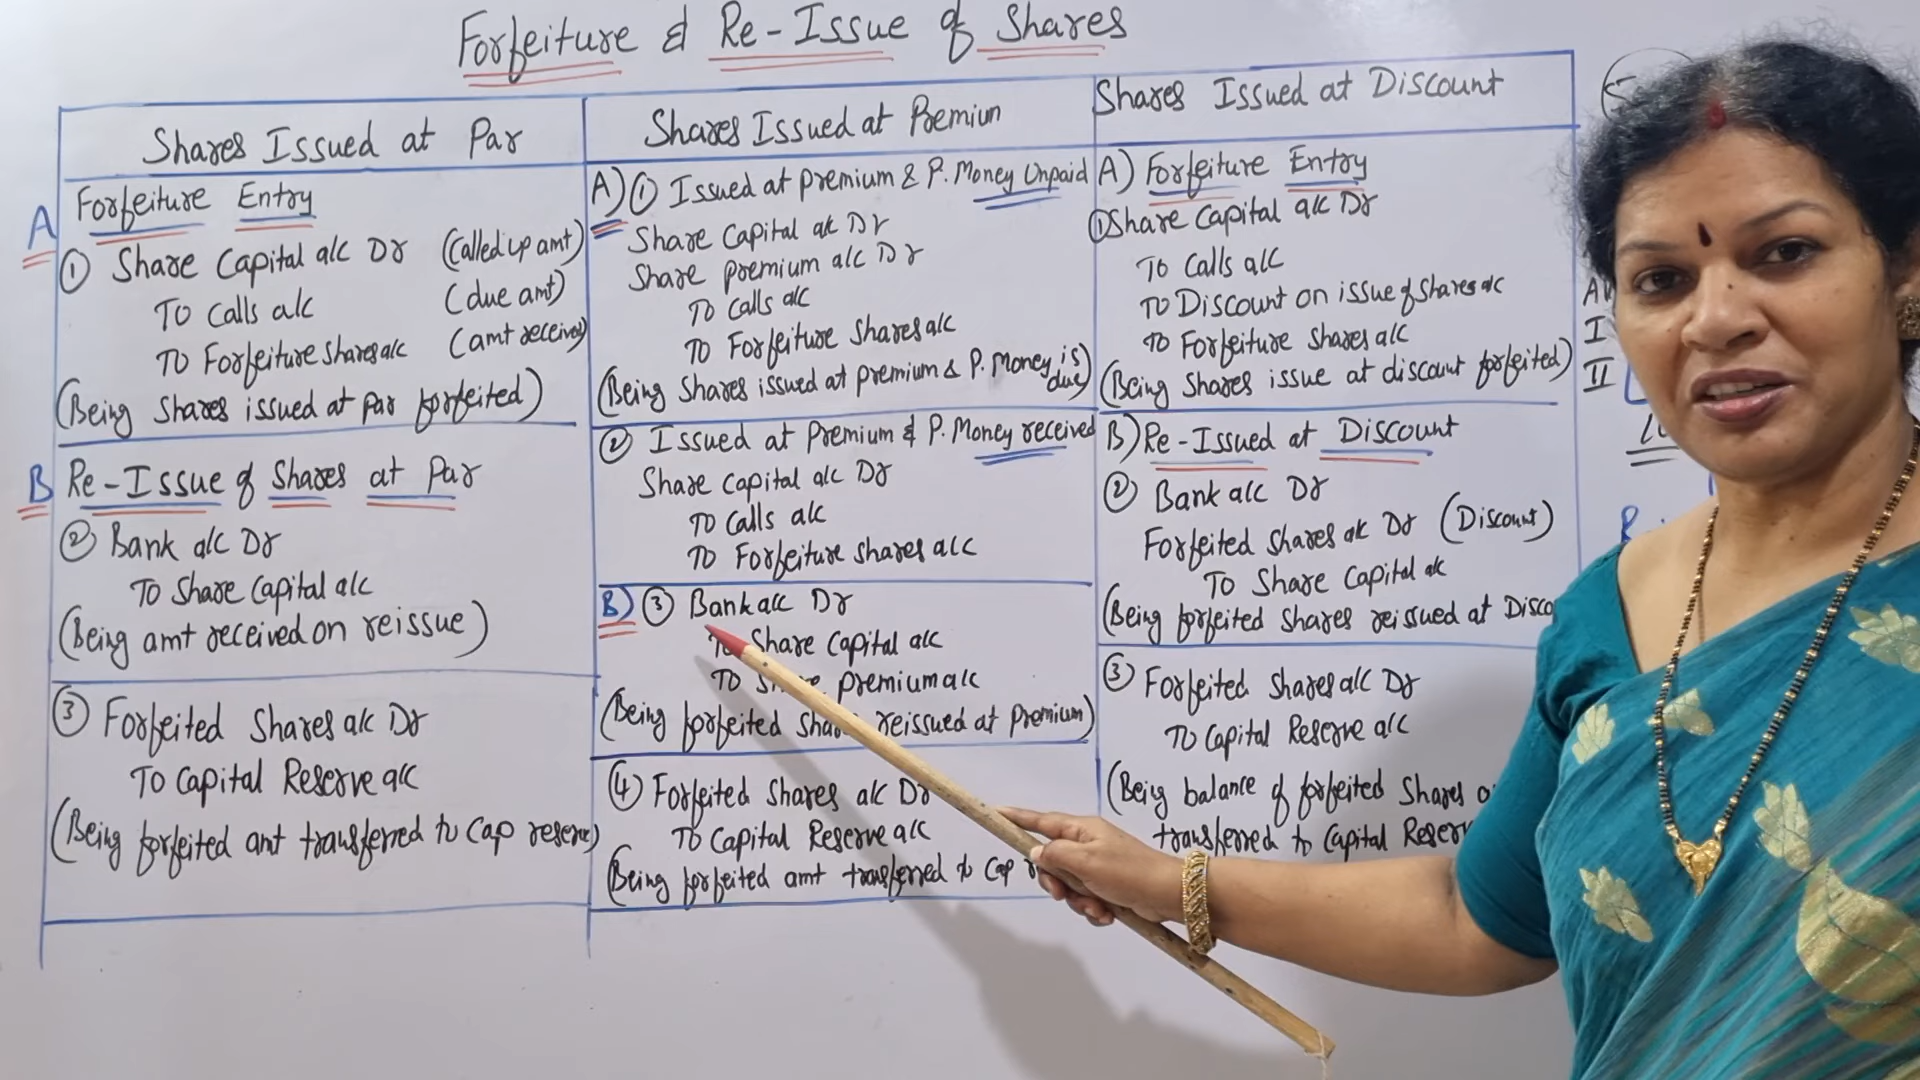 Forfeiture & Re-Issue of Shares
Shares Issued at Par
A
Forfeiture Entry
① Share Capital a/c Dr (Called up amt)
To Calls a/c (due amt)
To Forfeiture shares a/c (amt received)
(Being Shares issued at par forfeited)
B
Re-Issue of Shares at Par
② Bank a/c Dr
To Share Capital a/c
(Being amt received on reissue)
③ Forfeited Shares a/c Dr
To Capital Reserve a/c
(Being forfeited amt transferred to Cap reserve)
Shares Issued at Premiun
A) ① Issued at premium & P. Money Unpaid
Share Capital a/c Dr
Share premium a/c Dr
To Calls a/c
To Forfeiture Shares a/c
(Being Shares issued at premium & P. Money is due)
② Issued at Premium & P. Money received
Share Capital a/c Dr
To Calls a/c
To Forfeiture shares a/c
B) ③ Bank a/c Dr
To Share Capital a/c
To premium a/c
(Being forfeited reissued at Premium)
④ Forfeited Shares a/c Dr
To Capital Reserve a/c
(Being forfeited amt transferred to Cap
Shares Issued at Discount
A) Forfeiture Entry
① Share Capital a/c Dr
To Calls a/c
To Discount on issue of shares a/c
To Forfeiture Shares a/c
(Being Shares issue at discount forfeited)
B) Re-Issued at Discount
② Bank a/c Dr
Forfeited Shares a/c Dr (Discount)
To Share Capital a/c
(Being forfeited Shares reissued at Disco
③ Forfeited Shares a/c Dr
To Capital Reserve a/c
(Being balance of forfeited Shares
transferred to Capital Reser
I
II